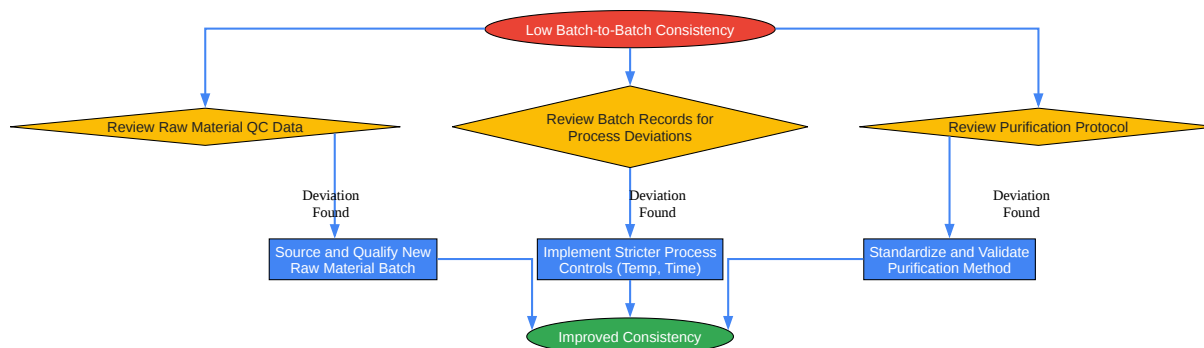 Low Batch-to-Batch Consistency
Review Raw Material QC Data
Review Batch Records for
Process Deviations
Review Purification Protocol
Deviation
Found
Deviation
Found
Deviation
Found
Source and Qualify New
Raw Material Batch
Implement Stricter Process
Controls (Temp, Time)
Standardize and Validate
Purification Method
Improved Consistency